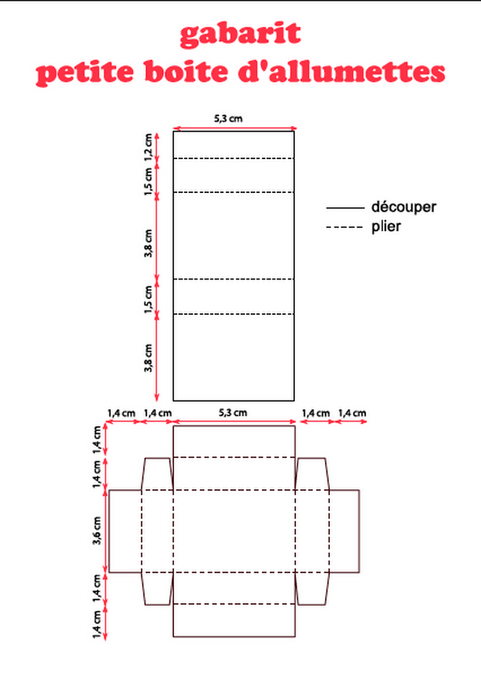 gabarit
petite boite d'allumettes
5,3 cm
1,2 cm
1,5 cm
3,8 cm
1,5 cm
3,8 cm
découper
plier
1,4 cm 1,4 cm 5,3 cm 1,4 cm 1,4 cm
1,4 cm
1,4 cm
3,6 cm
1,4 cm
1,4 cm